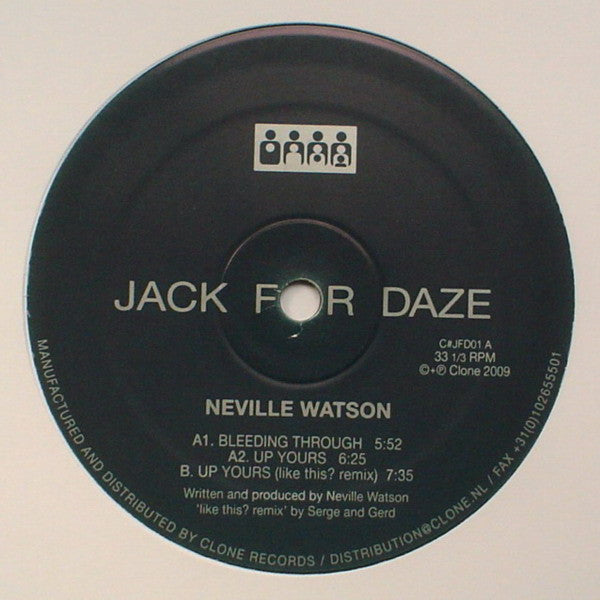 JACK FOR DAZE
C#JFD01 A
33 1/3 RPM
©+℗ Clone 2009
NEVILLE WATSON
A1. BLEEDING THROUGH 5:52
A2. UP YOURS 6:25
B. UP YOURS (like this? remix) 7:35
Written and produced by Neville Watson
'like this? remix' by Serge and Gerd
MANUFACTURED AND DISTRIBUTED BY CLONE RECORDS / DISTRIBUTION@CLONE.NL / FAX +31(0)102655501